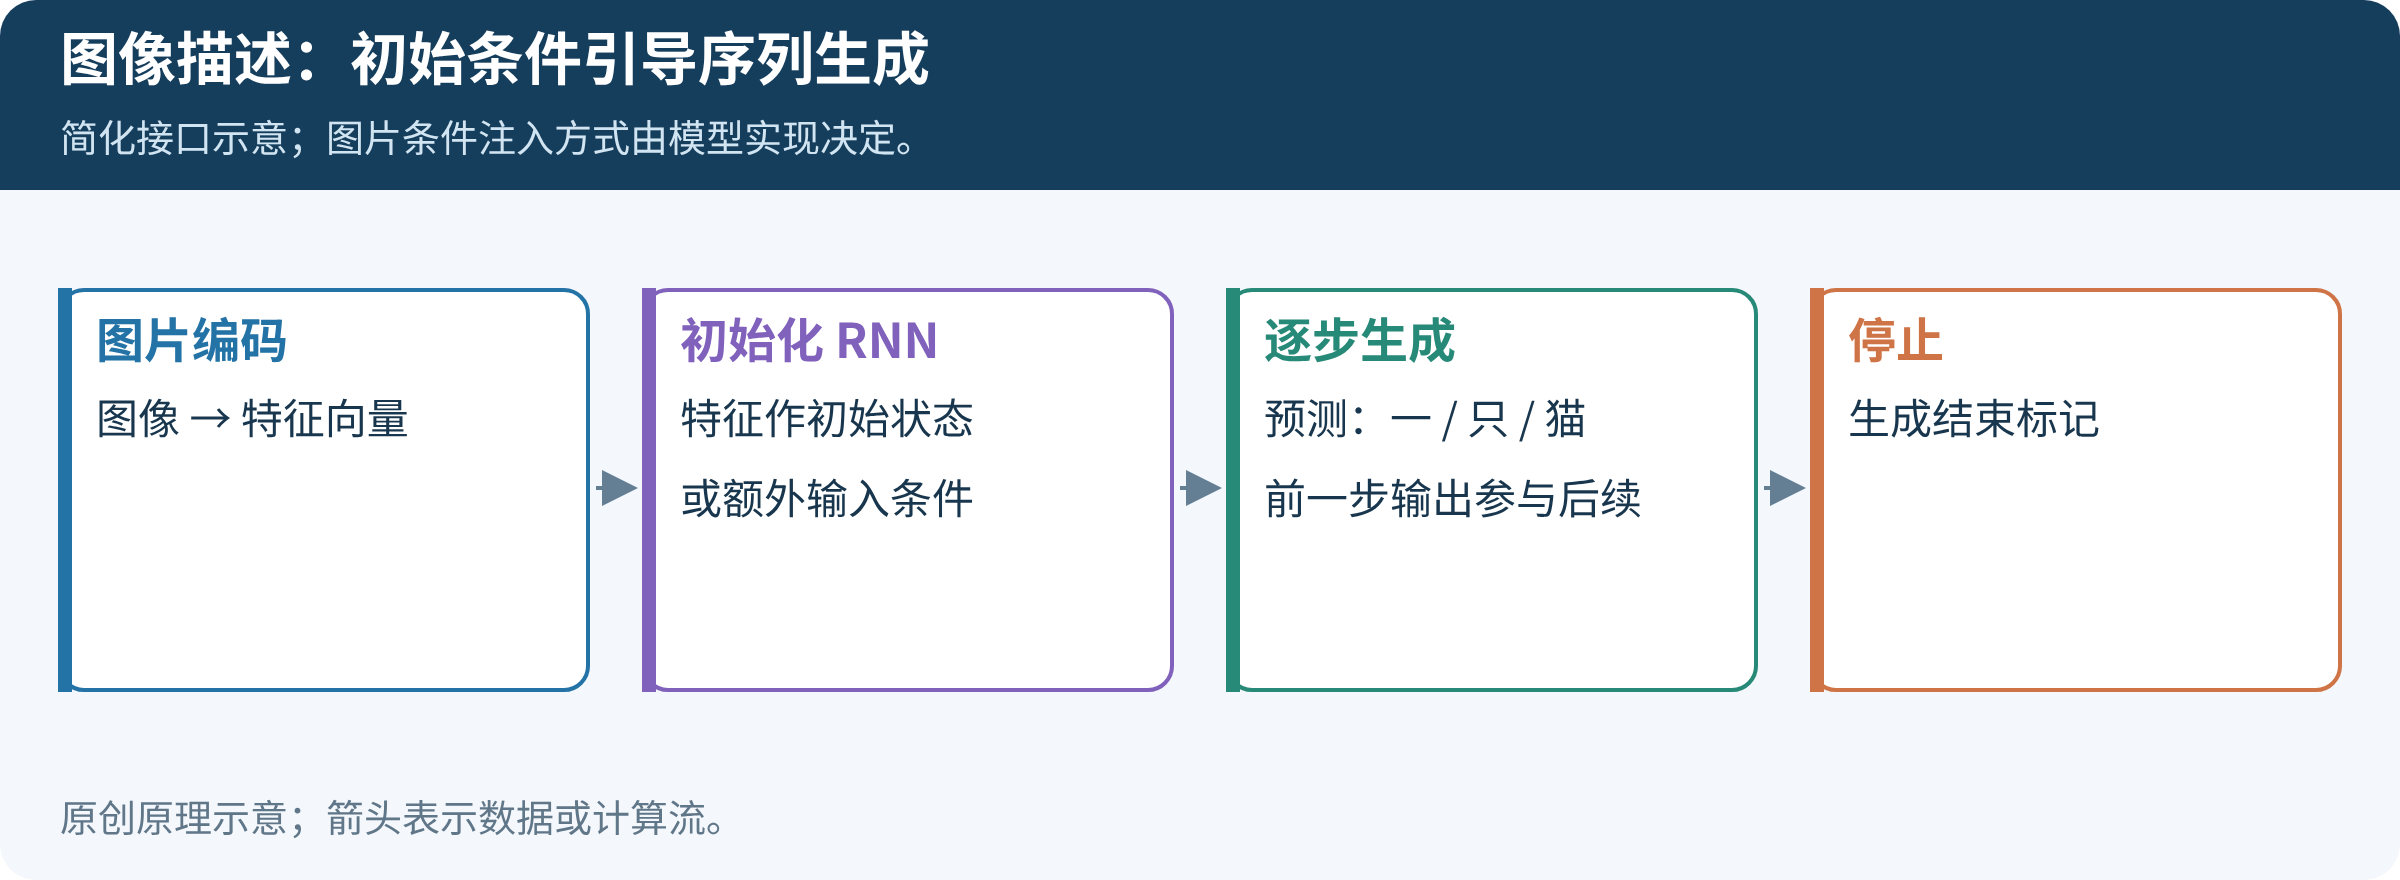 图像描述：初始条件引导序列生成
简化接口示意；图片条件注入方式由模型实现决定。
图片编码
图像 → 特征向量
初始化 RNN
特征作初始状态
或额外输入条件
逐步生成
预测：一 / 只 / 猫
前一步输出参与后续
停止
生成结束标记
原创原理示意；箭头表示数据或计算流。